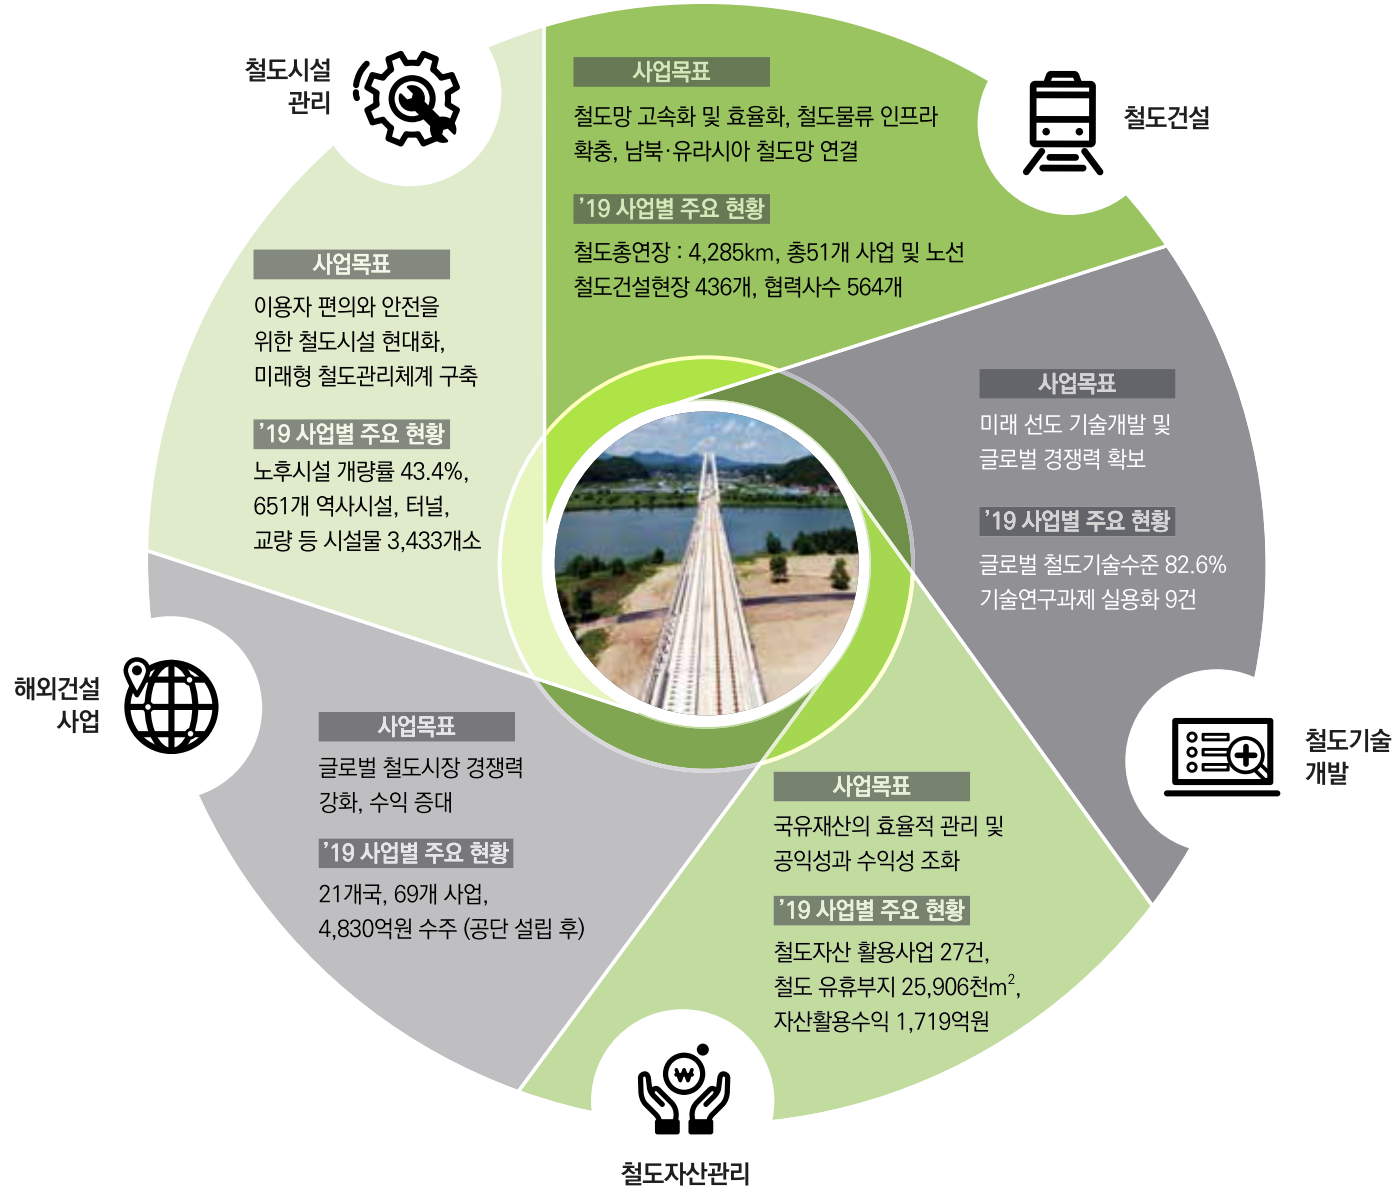 철도시설
관리
사업목표
이용자 편의와 안전을
위한 철도시설 현대화,
미래형 철도관리체계 구축
’19 사업별 주요 현황
노후시설 개량률 43.4%,
651개 역사시설, 터널,
교량 등 시설물 3,433개소
철도건설
사업목표
철도망 고속화 및 효율화, 철도물류 인프라
확충, 남북·유라시아 철도망 연결
’19 사업별 주요 현황
철도총연장 : 4,285km, 총51개 사업 및 노선
철도건설현장 436개, 협력사수 564개
철도기술
개발
사업목표
미래 선도 기술개발 및
글로벌 경쟁력 확보
’19 사업별 주요 현황
글로벌 철도기술수준 82.6%
기술연구과제 실용화 9건
해외건설
사업
사업목표
글로벌 철도시장 경쟁력
강화, 수익 증대
’19 사업별 주요 현황
21개국, 69개 사업,
4,830억원 수주 (공단 설립 후)
사업목표
국유재산의 효율적 관리 및
공익성과 수익성 조화
’19 사업별 주요 현황
철도자산 활용사업 27건,
철도 유휴부지 25,906천m²,
자산활용수익 1,719억원
₩
철도자산관리